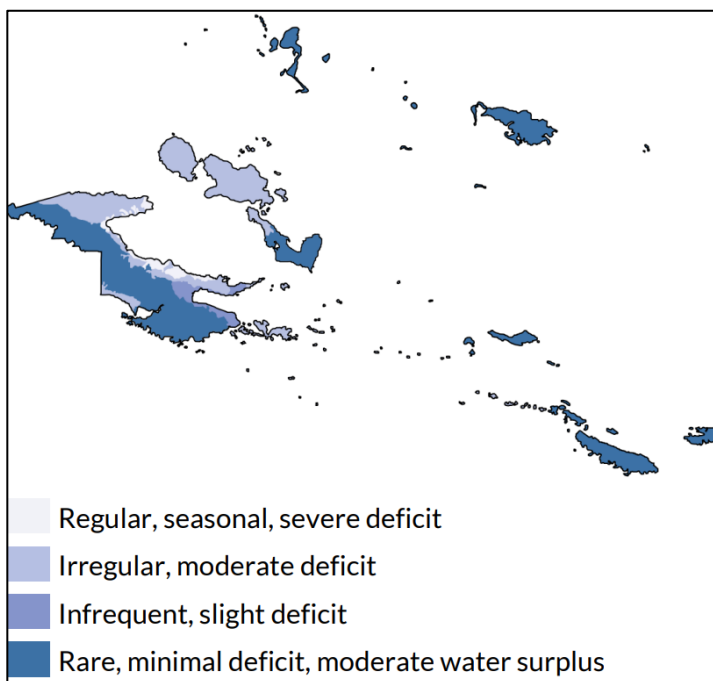 Regular, seasonal, severe deficit
Irregular, moderate deficit
Infrequent, slight deficit
Rare, minimal deficit, moderate water surplus